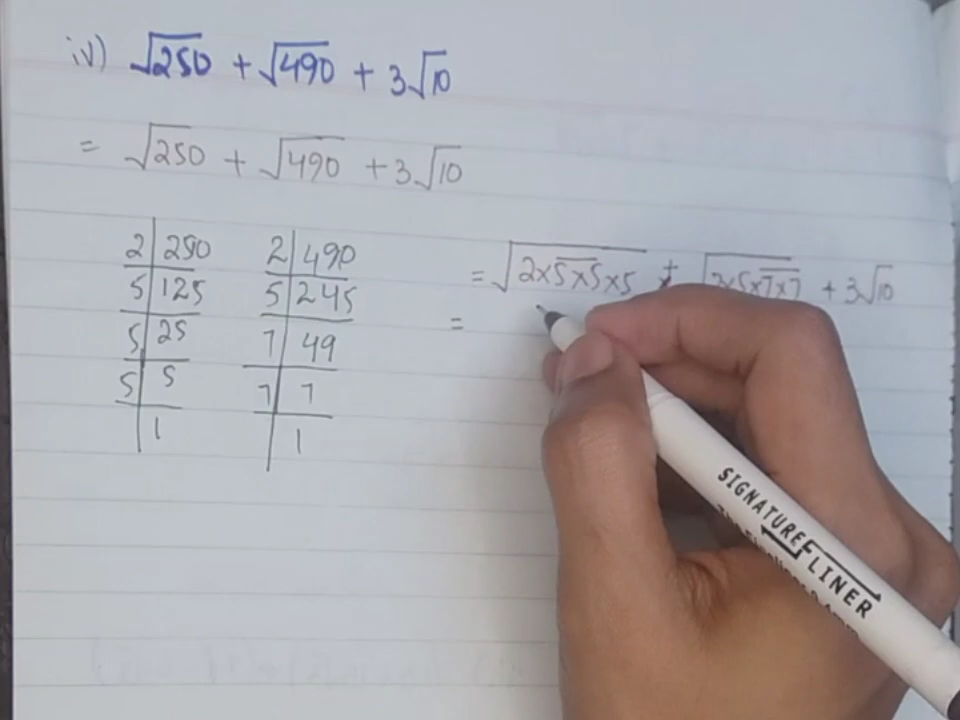 iv) √250 + √490 + 3√10
= √250 + √490 + 3√10
2 | 250
5 | 125
5 | 25
5 | 5
1
2 | 490
5 | 245
7 | 49
7 | 7
1
= √2×5×5×5 + √2×5×7×7 + 3√10
=
SIGNATURE
FLINER